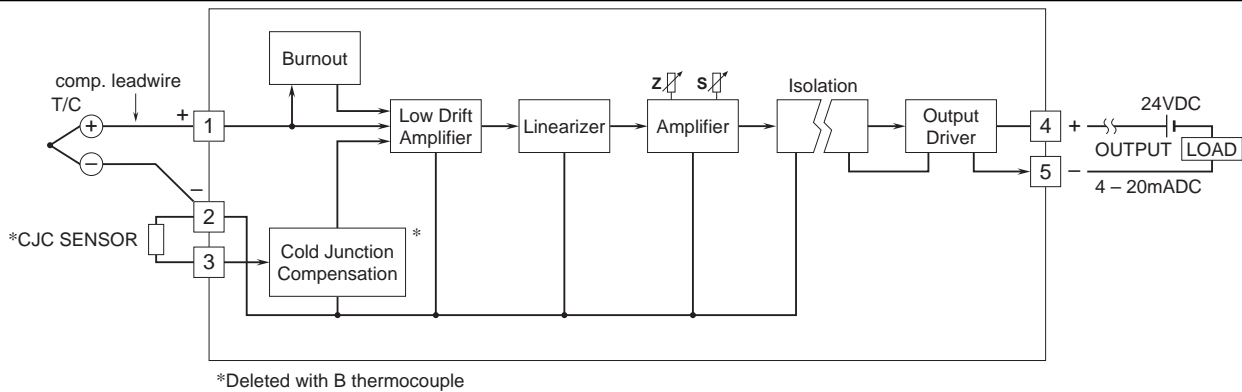 comp. leadwire
T/C
+
–
+
1
–
2
3
*CJC SENSOR
Burnout
Low Drift
Amplifier
Cold Junction
Compensation
*
Linearizer
Z
S
Amplifier
Isolation
Output
Driver
4
+
5
–
24VDC
OUTPUT
LOAD
4 – 20mADC
*Deleted with B thermocouple